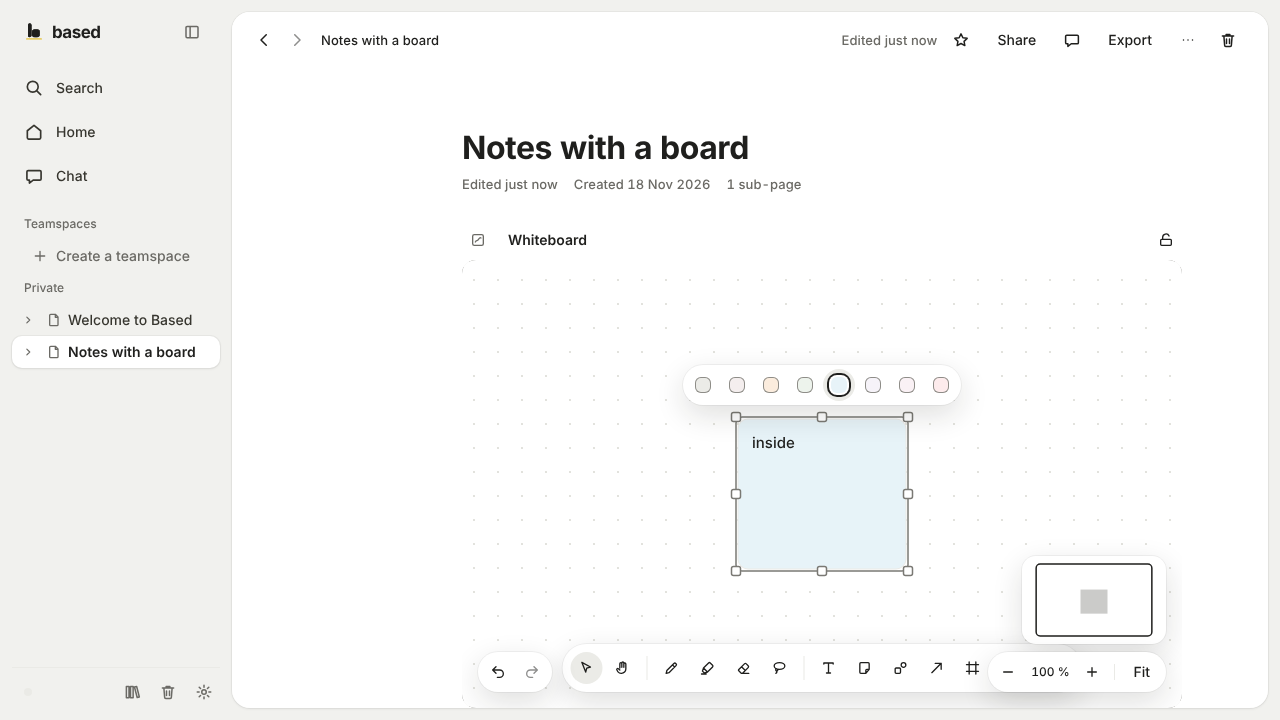 based
Search
Home
Chat
Teamspaces
Create a teamspace
Private
Welcome to Based
Notes with a board
Notes with a board
Edited just now
Share
Export
Notes with a board
Edited just now Created 18 Nov 2026 1 sub-page
Whiteboard
inside
100 %
Fit